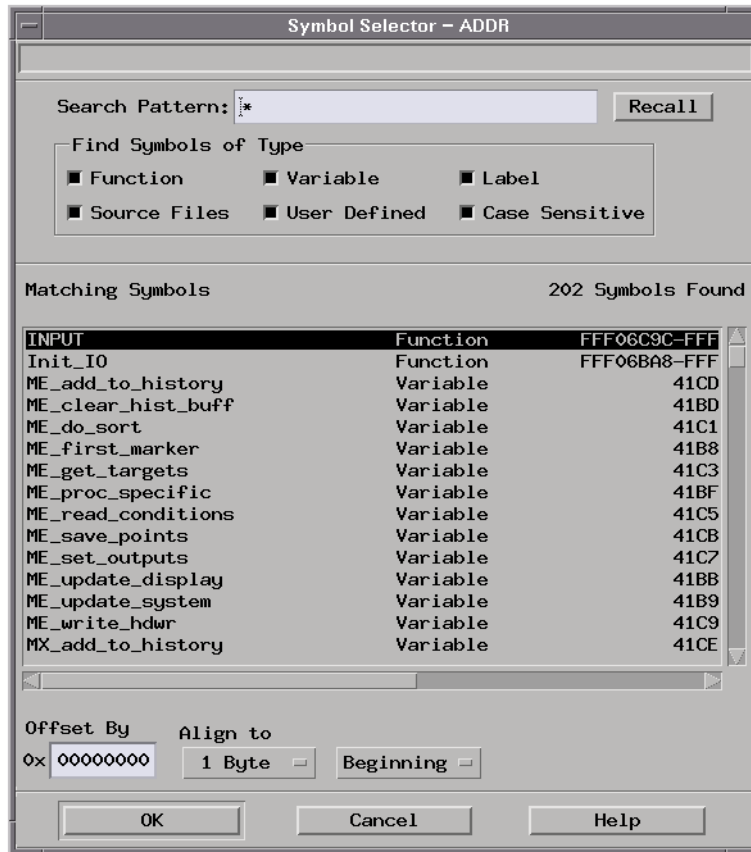 Symbol Selector – ADDR
Search Pattern: * Recall
Find Symbols of Type
Function Variable Label
Source Files User Defined Case Sensitive
Matching Symbols 202 Symbols Found
INPUT Function FFF06C9C-FFF
Init_IO Function FFF06BA8-FFF
ME_add_to_history Variable 41CD
ME_clear_hist_buff Variable 41BD
ME_do_sort Variable 41C1
ME_first_marker Variable 41B8
ME_get_targets Variable 41C3
ME_proc_specific Variable 41BF
ME_read_conditions Variable 41C5
ME_save_points Variable 41CB
ME_set_outputs Variable 41C7
ME_update_display Variable 41BB
ME_update_system Variable 41B9
ME_write_hdwr Variable 41C9
MX_add_to_history Variable 41CE
Offset By Align to
0x 00000000 1 Byte Beginning
OK Cancel Help